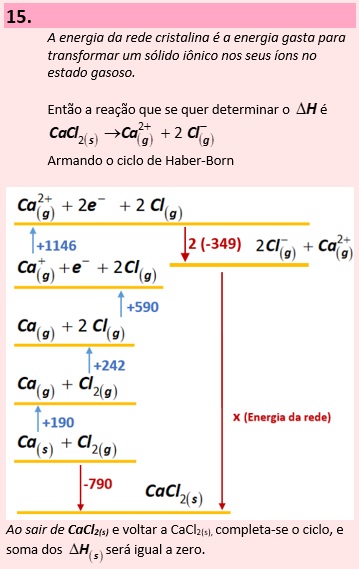 15.
A energia da rede cristalina é a energia gasta para
transformar um sólido iônico nos seus íons no
estado gasoso.
Então a reação que se quer determinar o ΔH é
CaCl₂₍ₛ₎ → Ca²⁺₍g₎ + 2 Cl⁻₍g₎
Armando o ciclo de Haber-Born
Ca²⁺₍g₎ + 2e⁻ + 2 Cl₍g₎
+1146
2 (-349)
2Cl⁻₍g₎ + Ca²⁺₍g₎
Ca⁺₍g₎ + e⁻ + 2Cl₍g₎
+590
Ca₍g₎ + 2 Cl₍g₎
+242
Ca₍g₎ + Cl₂₍g₎
x (Energia da rede)
+190
Ca₍ₛ₎ + Cl₂₍g₎
-790
CaCl₂₍ₛ₎
Ao sair de CaCl₂₍ₛ₎ e voltar a CaCl₂₍ₛ₎, completa-se o ciclo, e
soma dos ΔH₍ₛ₎ será igual a zero.